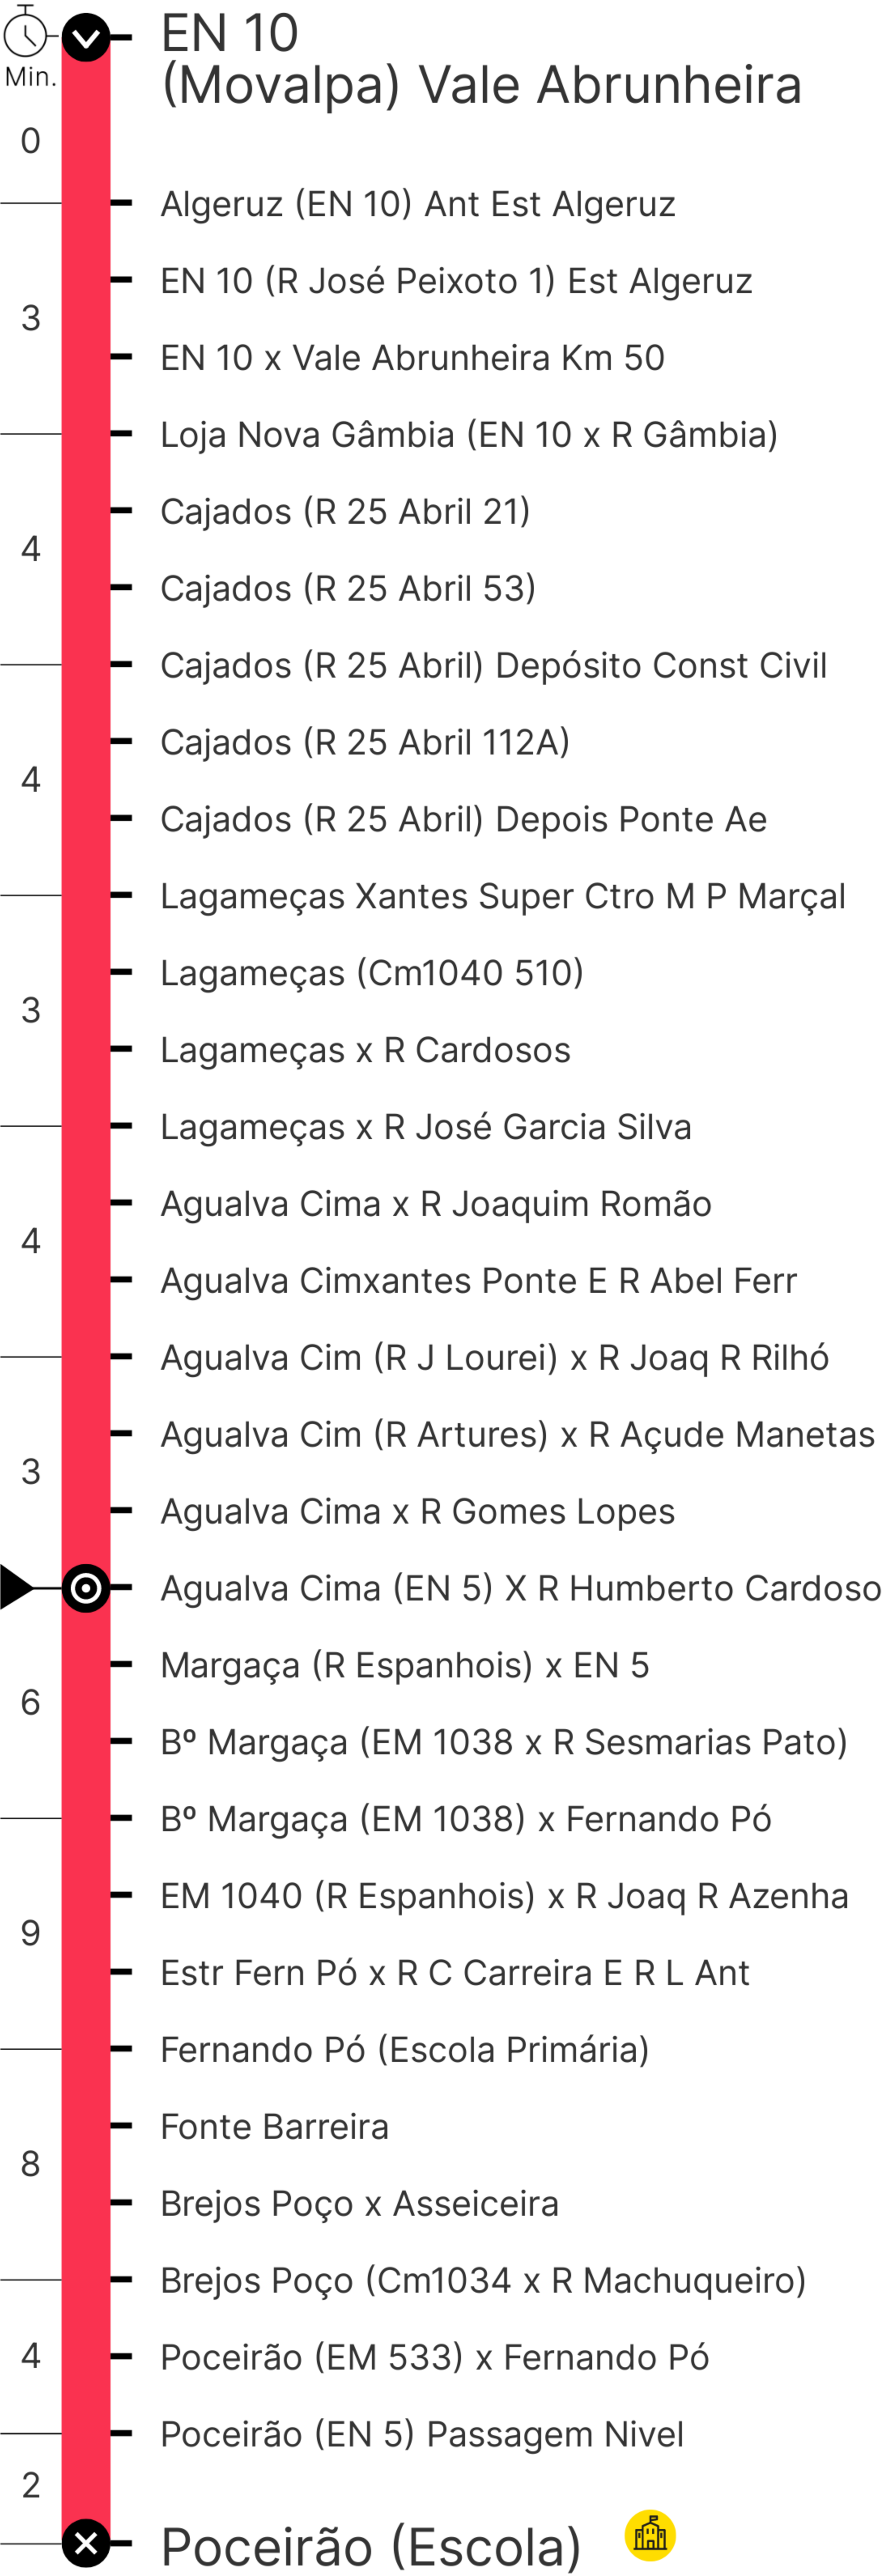 EN 10
Min.
(Movalpa) Vale Abrunheira
0
Algeruz (EN 10) Ant Est Algeruz
EN 10 (R José Peixoto 1) Est Algeruz
3
EN 10 x Vale Abrunheira Km 50
Loja Nova Gâmbia (EN 10 x R Gâmbia)
Cajados (R 25 Abril 21)
4
Cajados (R 25 Abril 53)
Cajados (R 25 Abril) Depósito Const Civil
Cajados (R 25 Abril 112A)
4
Cajados (R 25 Abril) Depois Ponte Ae
Lagameças Xantes Super Ctro M P Marçal
Lagameças (Cm1040 510)
3
Lagameças x R Cardosos
Lagameças x R José Garcia Silva
Agualva Cima x R Joaquim Romão
4
Agualva Cimxantes Ponte E R Abel Ferr
Agualva Cim (R J Lourei) x R Joaq R Rilhó
Agualva Cim (R Artures) x R Açude Manetas
3
Agualva Cima x R Gomes Lopes
Agualva Cima (EN 5) X R Humberto Cardoso
Margaça (R Espanhois) x EN 5
6
Bº Margaça (EM 1038 x R Sesmarias Pato)
Bº Margaça (EM 1038) x Fernando Pó
EM 1040 (R Espanhois) x R Joaq R Azenha
9
Estr Fern Pó x R C Carreira E R L Ant
Fernando Pó (Escola Primária)
Fonte Barreira
8
Brejos Poço x Asseiceira
Brejos Poço (Cm1034 x R Machuqueiro)
4
Poceirão (EM 533) x Fernando Pó
Poceirão (EN 5) Passagem Nivel
2
Poceirão (Escola)